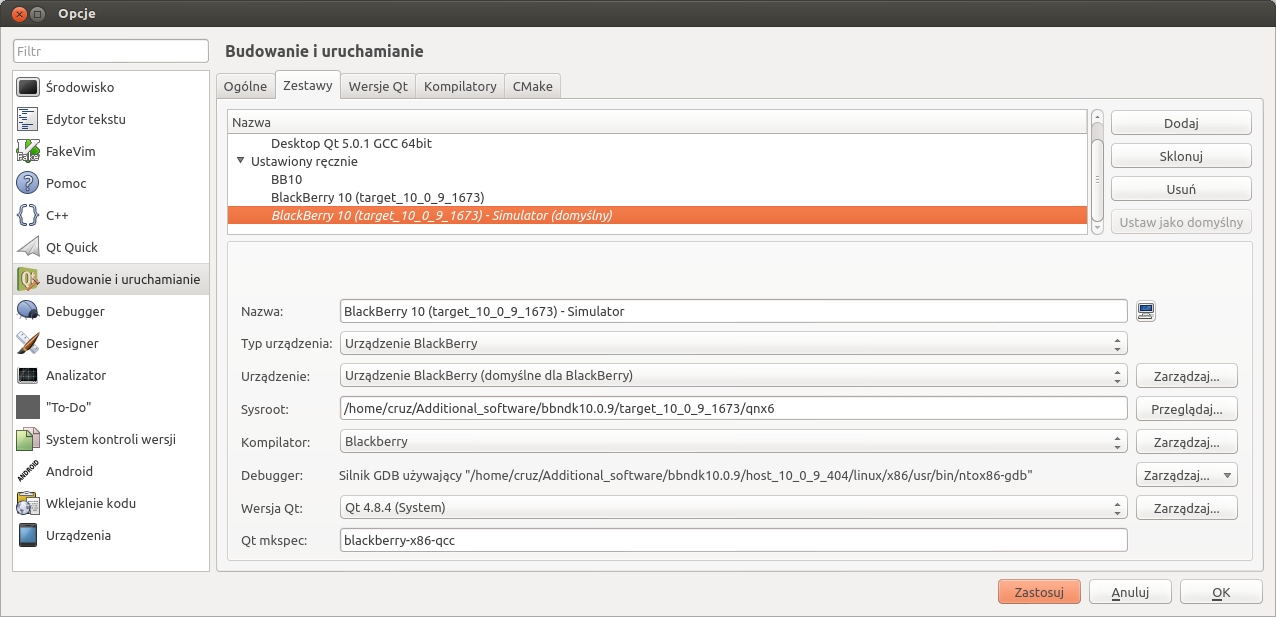 Opcje
Filtr
Środowisko
Edytor tekstu
FakeVim
Pomoc
C++
Qt Quick
Budowanie i uruchamianie
Debugger
Designer
Analizator
"To-Do"
System kontroli wersji
Android
Wklejanie kodu
Urządzenia
Budowanie i uruchamianie
Ogólne Zestawy Wersje Qt Kompilatory CMake
Nazwa
Desktop Qt 5.0.1 GCC 64bit
Ustawiony ręcznie
BB10
BlackBerry 10 (target_10_0_9_1673)
BlackBerry 10 (target_10_0_9_1673) - Simulator (domyślny)
Dodaj
Sklonuj
Usuń
Ustaw jako domyślny
Nazwa: BlackBerry 10 (target_10_0_9_1673) - Simulator
Typ urządzenia: Urządzenie BlackBerry
Urządzenie: Urządzenie BlackBerry (domyślne dla BlackBerry) Zarządzaj...
Sysroot: /home/cruz/Additional_software/bbndk10.0.9/target_10_0_9_1673/qnx6 Przeglądaj...
Kompilator: Blackberry Zarządzaj...
Debugger: Silnik GDB używający "/home/cruz/Additional_software/bbndk10.0.9/host_10_0_9_404/linux/x86/usr/bin/ntox86-gdb" Zarządzaj...
Wersja Qt: Qt 4.8.4 (System) Zarządzaj...
Qt mkspec: blackberry-x86-qcc
Zastosuj Anuluj OK